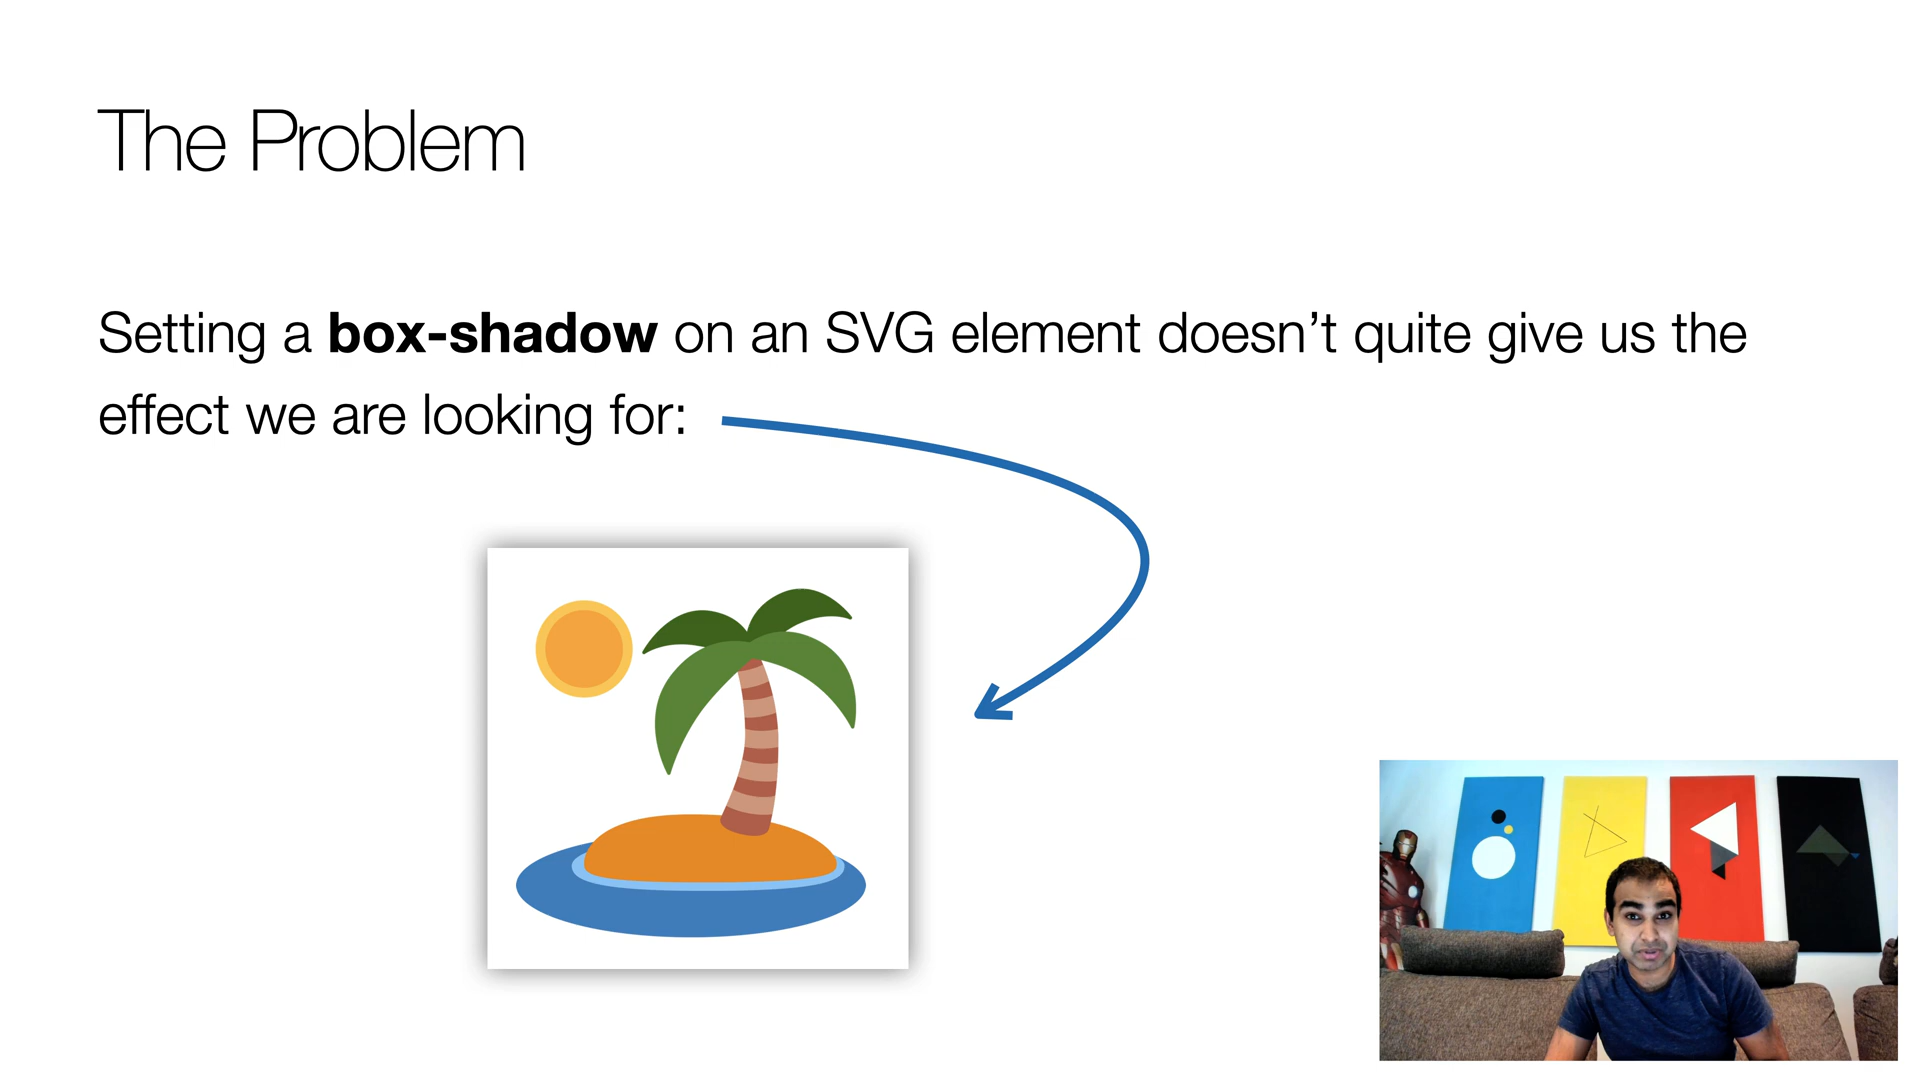 The Problem
Setting a box-shadow on an SVG element doesn’t quite give us the
effect we are looking for: